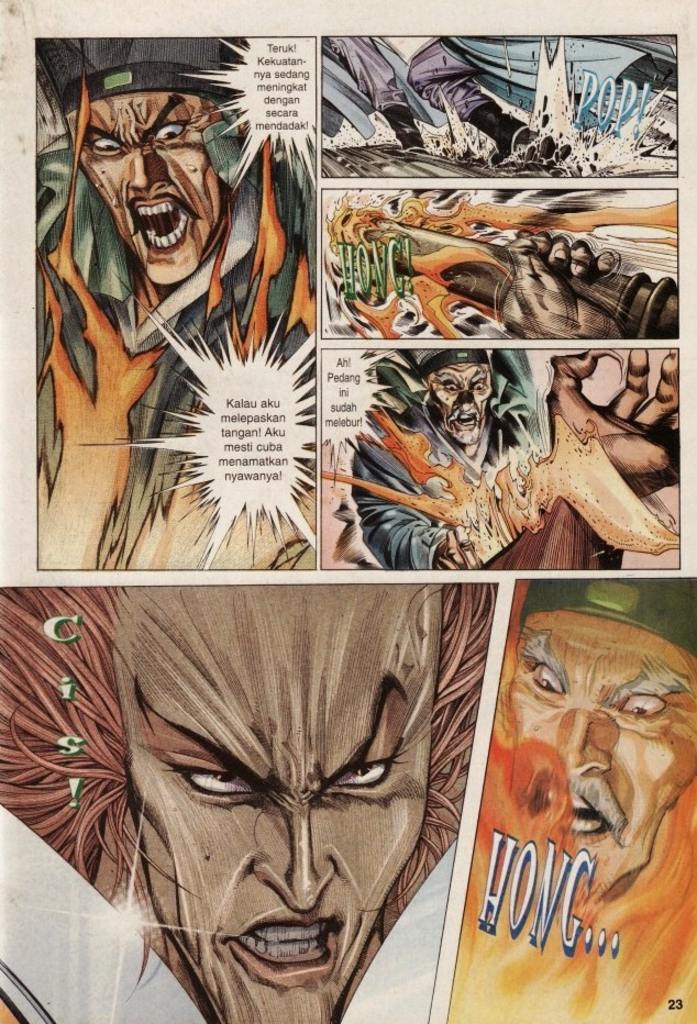 Teruk!
Kekuatan-
nya sedang
meningkat
dengan
secara
mendadak!
Kalau aku
melepaskan
tangan! Aku
mesti cuba
menamatkan
nyawanya!
POP!
HONG!
Ah!
Pedang
ini
sudah
melebur!
Cis!
HONG...
23